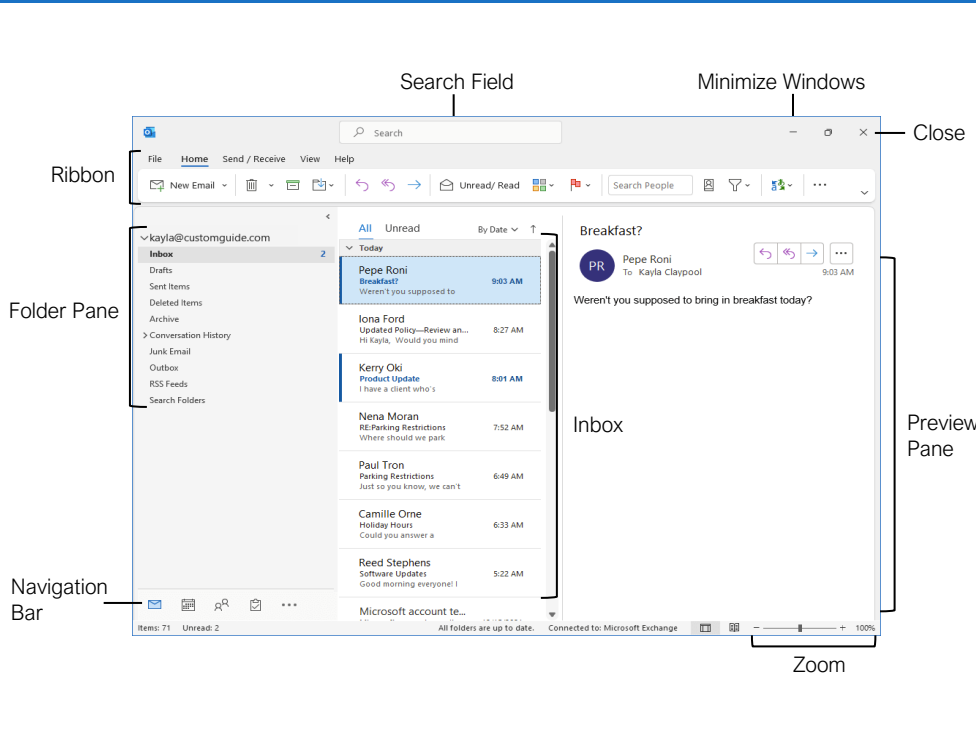 Search Field
Minimize Windows
Search
Close
File Home Send / Receive View Help
Ribbon
New Email
Unread/ Read
Search People
kayla@customguide.com
Inbox 2
Drafts
Sent Items
Deleted Items
Archive
Conversation History
Junk Email
Outbox
RSS Feeds
Search Folders
Folder Pane
All Unread By Date
Today
Pepe Roni
Breakfast? 9:03 AM
Weren't you supposed to
Iona Ford
Updated Policy—Review an... 8:27 AM
Hi Kayla, Would you mind
Kerry Oki
Product Update 8:01 AM
I have a client who's
Nena Moran
RE:Parking Restrictions 7:52 AM
Where should we park
Paul Tron
Parking Restrictions 6:49 AM
Just so you know, we can't
Camille Orne
Holiday Hours 6:33 AM
Could you answer a
Reed Stephens
Software Updates 5:22 AM
Good morning everyone! I
Microsoft account te...
Inbox
Breakfast?
PR
Pepe Roni
To Kayla Claypool
9:03 AM
Weren't you supposed to bring in breakfast today?
Preview
Pane
Navigation
Bar
Items: 71 Unread: 2
All folders are up to date. Connected to: Microsoft Exchange
100%
Zoom